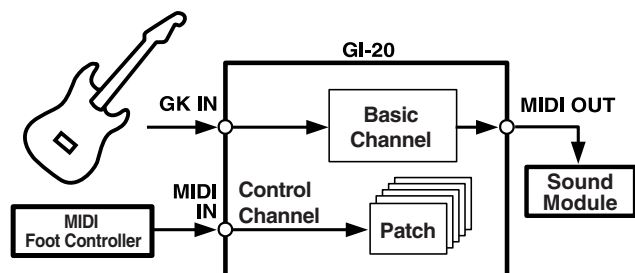 GI-20
GK IN
Basic
Channel
MIDI OUT
MIDI
IN
Control
Channel
Sound
Module
MIDI
Foot Controller
Patch